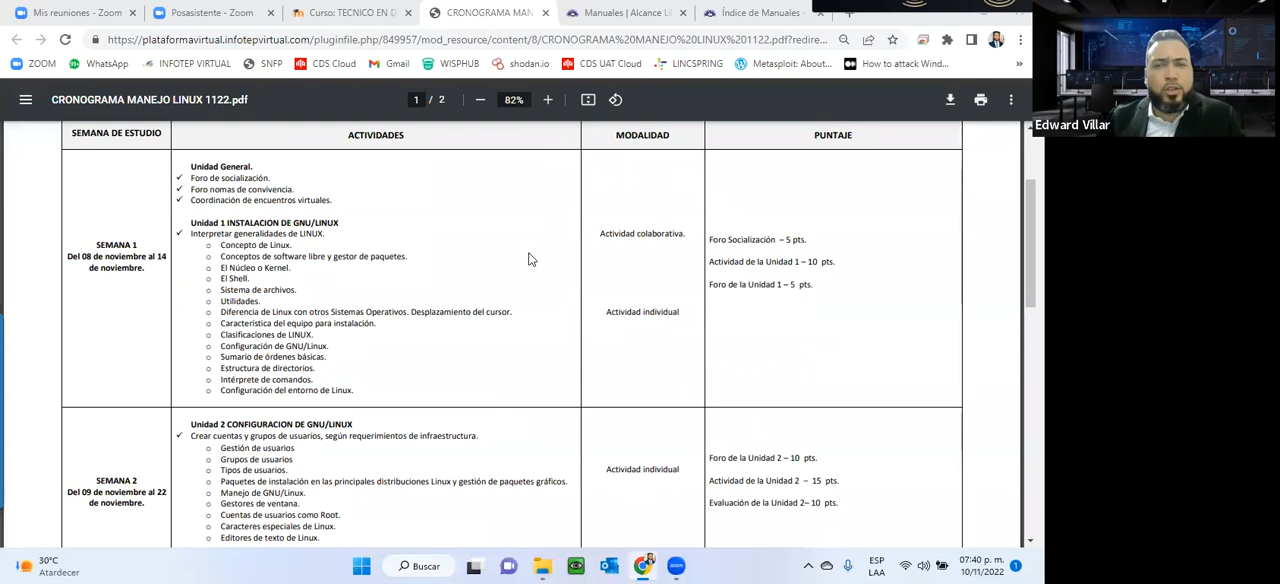 Mis reuniones - Zoom
Posasistente - Zoom
Curso: TECNICO EN D
CRONOGRAMA MAN
Manuales | Alcance Li
Índice de Manuales -
https://plataformavirtual.infotepvirtual.com/pluginfile.php/849957/mod_resource/content/8/CRONOGRAMA%20MANEJO%20LINUX%201122.pdf?redire...
ZOOM
WhatsApp
INFOTEP VIRTUAL
SNFP
CDS Cloud
Gmail
WISPHUB
shodan.io
CDS UAT Cloud
LINCSPRING
Metasploit: About...
How to attack Wind...
»
CRONOGRAMA MANEJO LINUX 1122.pdf
1 / 2
82%
Edward Villar
SEMANA DE ESTUDIO
ACTIVIDADES
MODALIDAD
PUNTAJE
SEMANA 1
Del 08 de noviembre al 14
de noviembre.
Unidad General.
Foro de socialización.
Foro nomas de convivencia.
Coordinación de encuentros virtuales.
Unidad 1 INSTALACION DE GNU/LINUX
Interpretar generalidades de LINUX.
Concepto de Linux.
Conceptos de software libre y gestor de paquetes.
El Núcleo o Kernel.
El Shell.
Sistema de archivos.
Utilidades.
Diferencia de Linux con otros Sistemas Operativos. Desplazamiento del cursor.
Característica del equipo para instalación.
Clasificaciones de LINUX.
Configuración de GNU/Linux.
Sumario de órdenes básicas.
Estructura de directorios.
Intérprete de comandos.
Configuración del entorno de Linux.
Actividad colaborativa.
Actividad individual
Foro Socialización – 5 pts.
Actividad de la Unidad 1 – 10 pts.
Foro de la Unidad 1 – 5 pts.
SEMANA 2
Del 09 de noviembre al 22
de noviembre.
Unidad 2 CONFIGURACION DE GNU/LINUX
Crear cuentas y grupos de usuarios, según requerimientos de infraestructura.
Gestión de usuarios
Grupos de usuarios
Tipos de usuarios.
Paquetes de instalación en las principales distribuciones Linux y gestión de paquetes gráficos.
Manejo de GNU/Linux.
Gestores de ventana.
Cuentas de usuarios como Root.
Caracteres especiales de Linux.
Editores de texto de Linux.
Actividad individual
Foro de la Unidad 2 – 10 pts.
Actividad de la Unidad 2 – 15 pts.
Evaluación de la Unidad 2– 10 pts.
30°C
Atardecer
Buscar
zoom
ESP
LAA
07:40 p. m.
10/11/2022
1